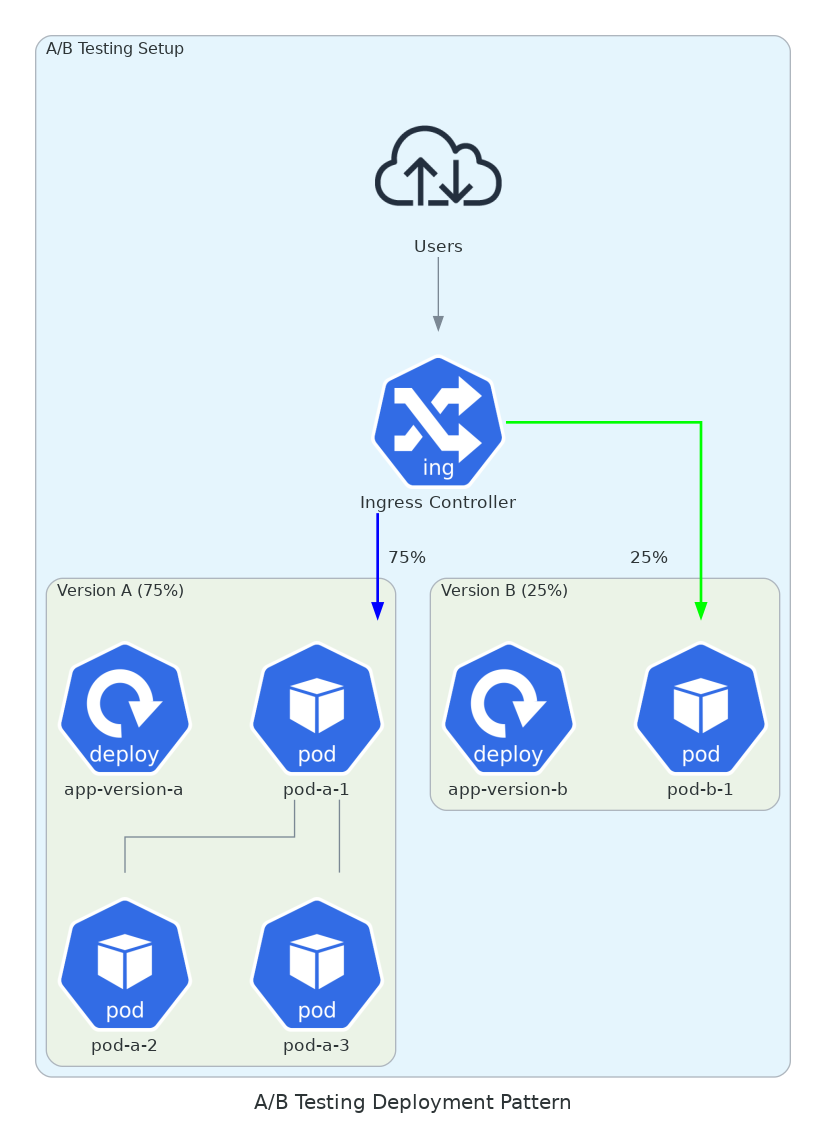 A/B Testing Setup
Users
ing
Ingress Controller
75%
25%
Version A (75%)
Version B (25%)
deploy
pod
deploy
pod
app-version-a
pod-a-1
app-version-b
pod-b-1
pod
pod
pod-a-2
pod-a-3
A/B Testing Deployment Pattern